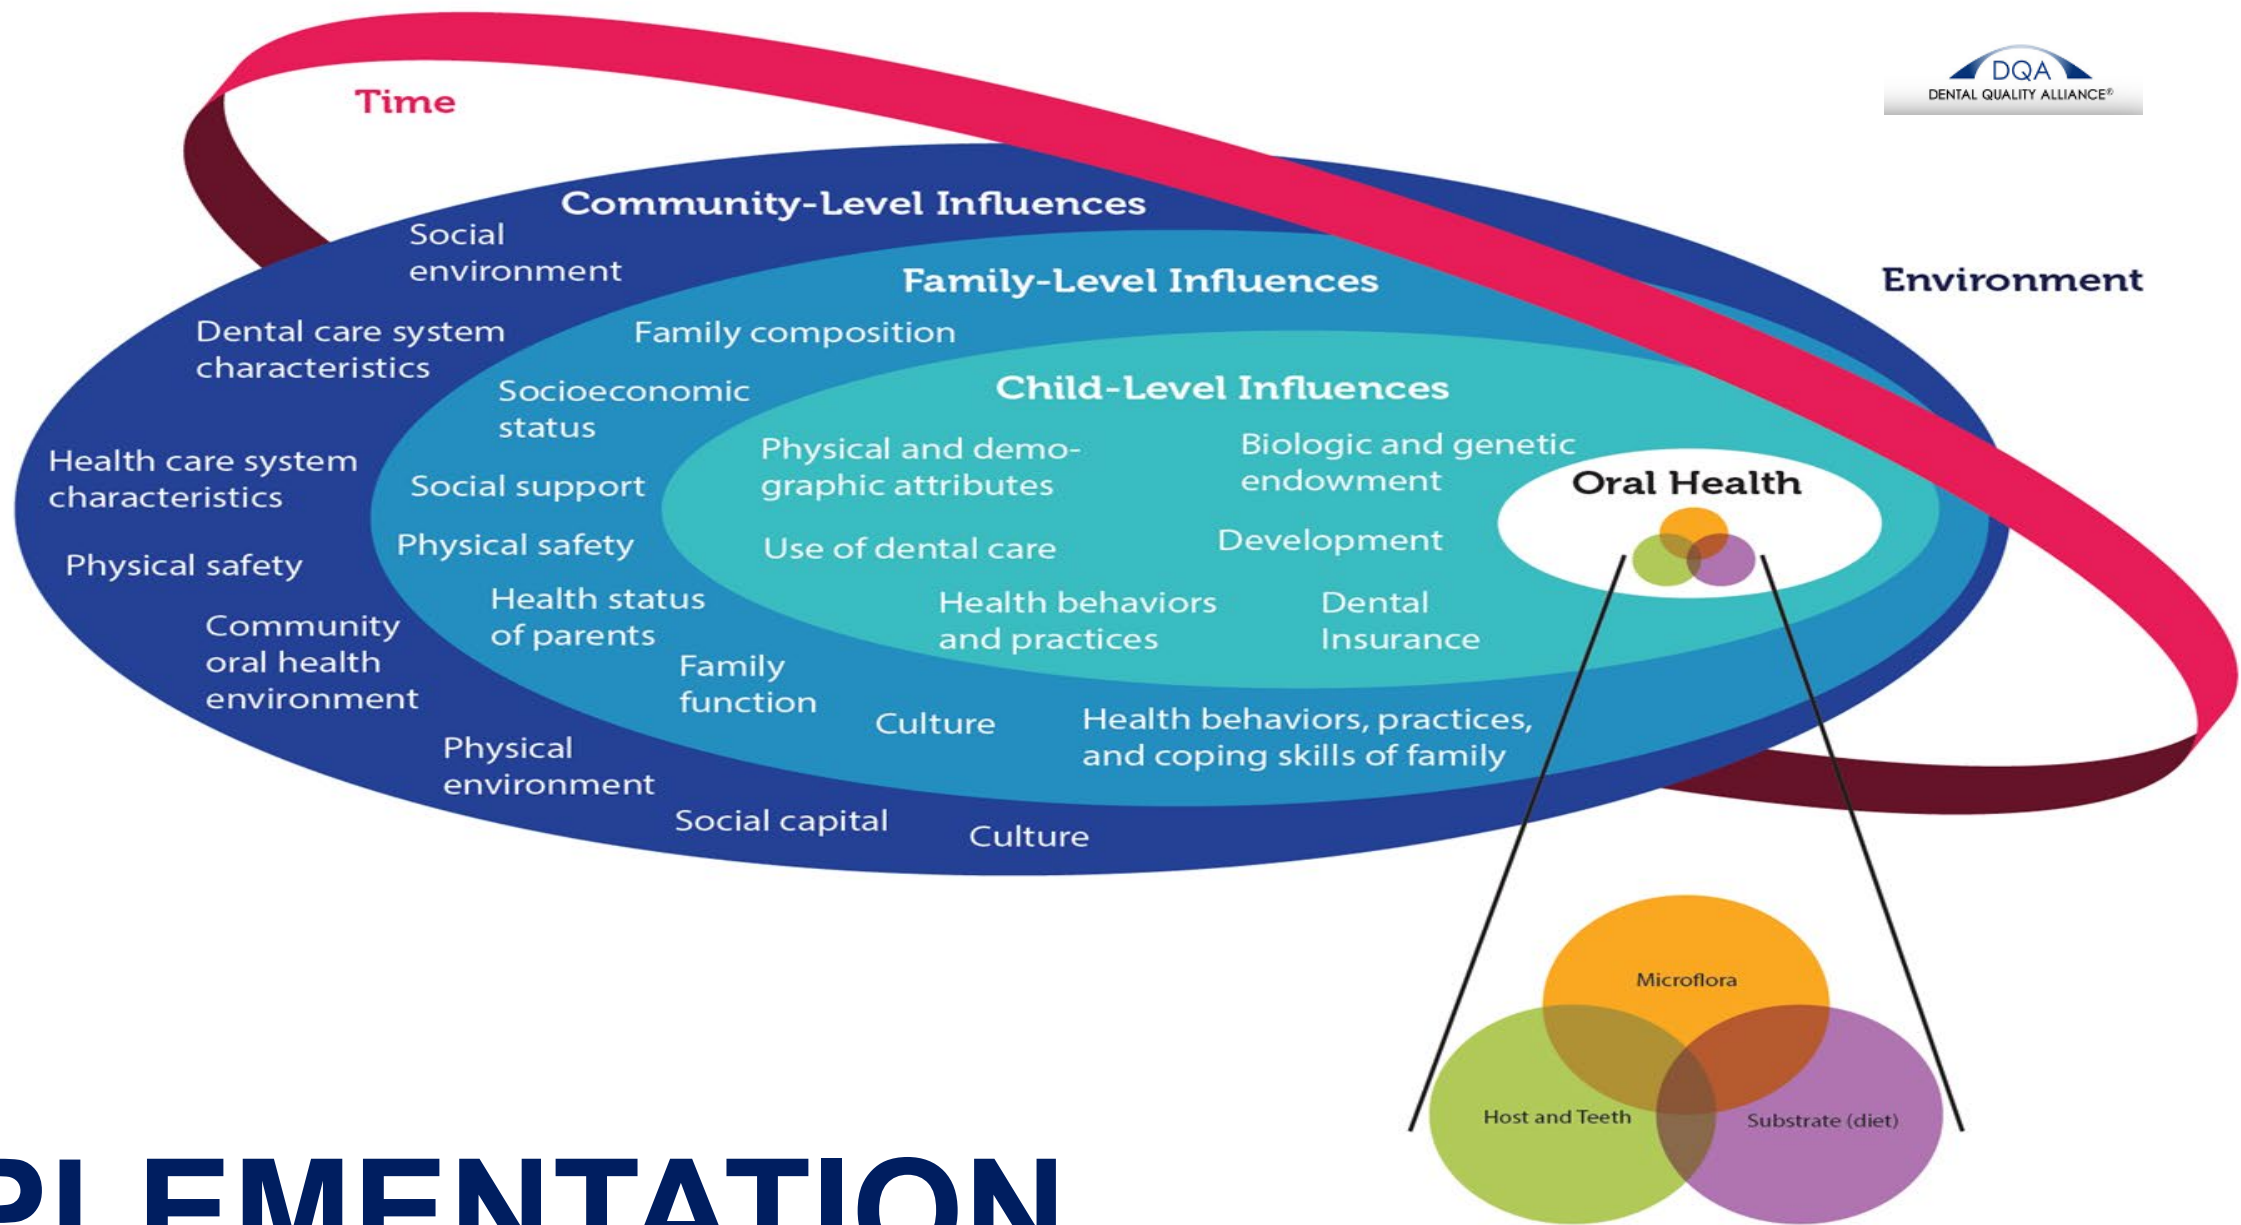 Time
DQA
DENTAL QUALITY ALLIANCE®
Environment
Community-Level Influences
Social
environment
Dental care system
characteristics
Health care system
characteristics
Physical safety
Community
oral health
environment
Physical
environment
Social capital
Culture
Family-Level Influences
Family composition
Socioeconomic
status
Social support
Physical safety
Health status
of parents
Family
function
Culture
Health behaviors, practices,
and coping skills of family
Child-Level Influences
Physical and demo-
graphic attributes
Biologic and genetic
endowment
Use of dental care
Development
Health behaviors
and practices
Dental
Insurance
Oral Health
Microflora
Host and Teeth
Substrate (diet)
PLEMENTATION